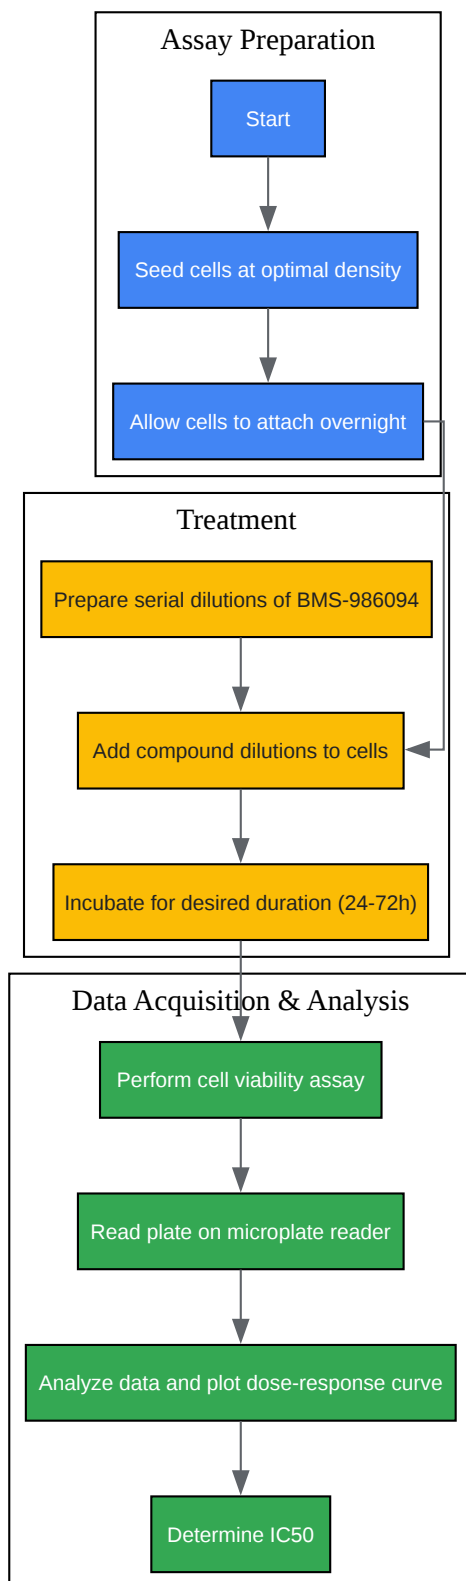 Assay Preparation
Start
Seed cells at optimal density
Allow cells to attach overnight
Treatment
Prepare serial dilutions of BMS-986094
Add compound dilutions to cells
Incubate for desired duration (24-72h)
Data Acquisition & Analysis
Perform cell viability assay
Read plate on microplate reader
Analyze data and plot dose-response curve
Determine IC50